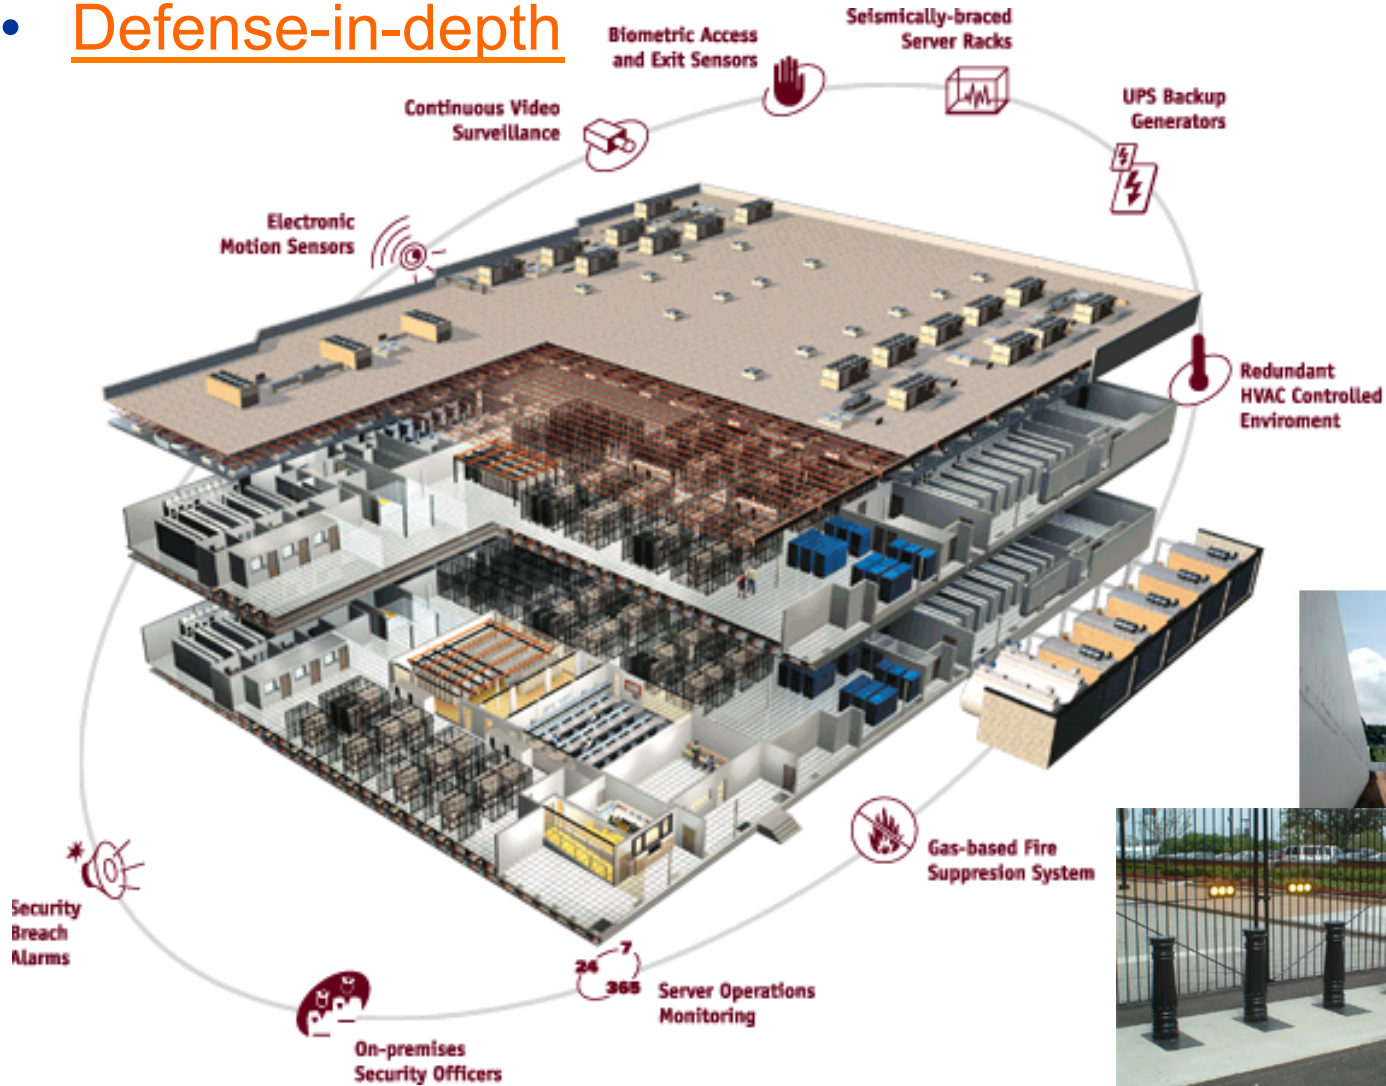 • Defense-in-depth
Seismically-braced
Server Racks
Biometric Access
and Exit Sensors
UPS Backup
Generators
Continuous Video
Surveillance
Electronic
Motion Sensors
Redundant
HVAC Controlled
Enviroment
Gas-based Fire
Suppresion System
Security
Breach
Alarms
24 7
365
Server Operations
Monitoring
On-premises
Security Officers